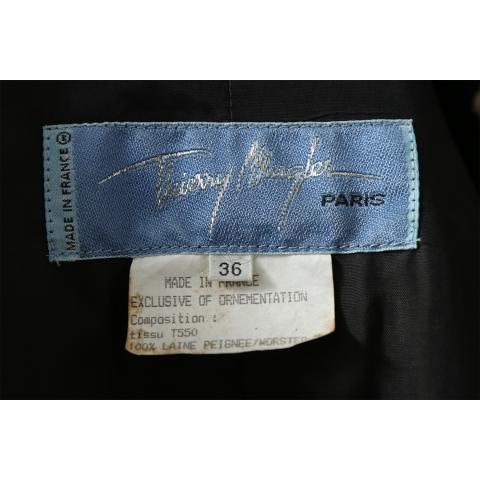 Thierry Mugler
PARIS
MADE IN FRANCE
36
MADE IN FRANCE
EXCLUSIVE OF ORNEMENTATION
Composition :
tissu T550
100% LAINE PEIGNEE/WORSTE